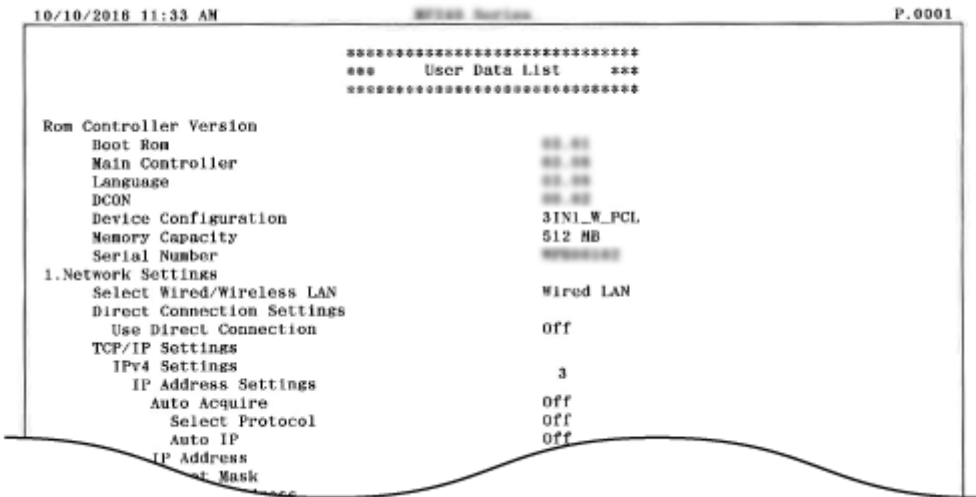 10/10/2016 11:33 AM P.0001
******************************
*** User Data List ***
******************************
Rom Controller Version
Boot Rom
Main Controller
Language
DCON
Device Configuration 3IN1_W_PCL
Memory Capacity 512 MB
Serial Number
1.Network Settings
Select Wired/Wireless LAN Wired LAN
Direct Connection Settings
Use Direct Connection Off
TCP/IP Settings
IPv4 Settings
IP Address Settings 3
Auto Acquire Off
Select Protocol Off
Auto IP Off
IP Address
Mask